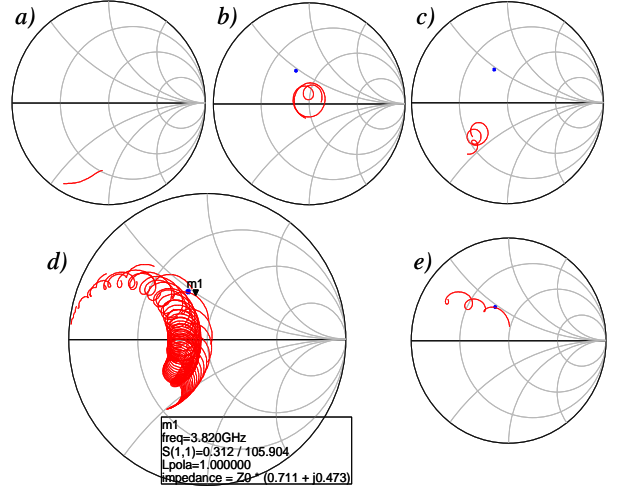 a)
b)
c)
d)
m1
e)
m1
freq=3.820GHz
S(1,1)=0.312 / 105.904
Lpola=1.000000
impedance = Z0 * (0.711 + j0.473)